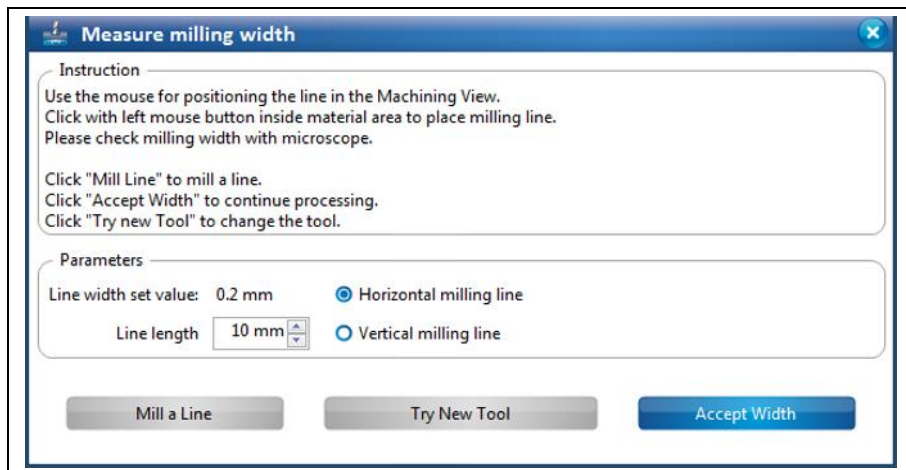 Measure milling width
Instruction
Use the mouse for positioning the line in the Machining View.
Click with left mouse button inside material area to place milling line.
Please check milling width with microscope.
Click "Mill Line" to mill a line.
Click "Accept Width" to continue processing.
Click "Try new Tool" to change the tool.
Parameters
Line width set value: 0.2 mm Horizontal milling line
Line length 10 mm Vertical milling line
Mill a Line Try New Tool Accept Width